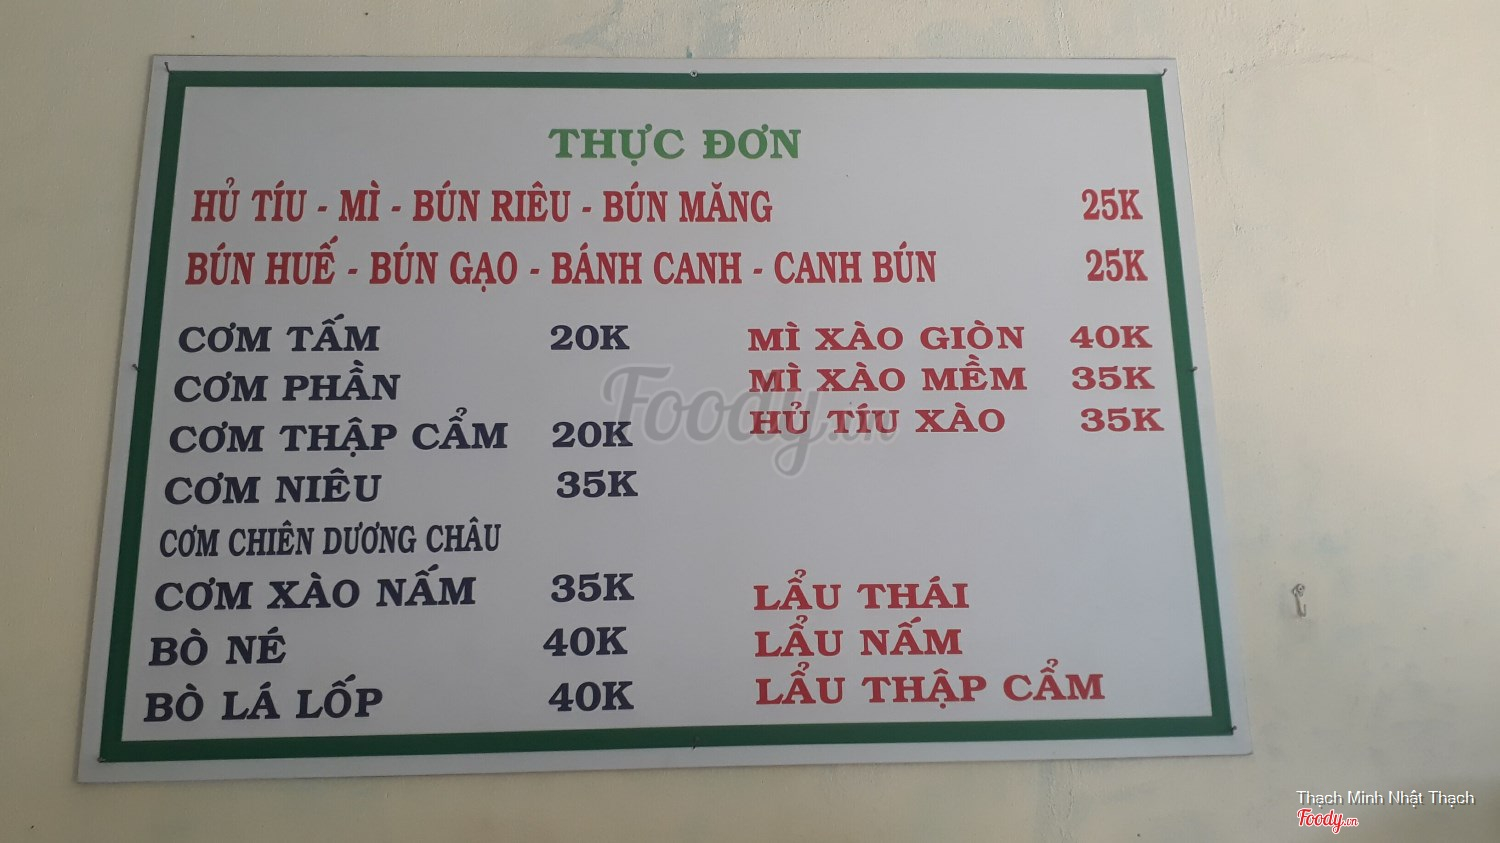 THỰC ĐƠN
HỦ TÍU - MÌ - BÚN RIÊU - BÚN MĂNG 25K
BÚN HUẾ - BÚN GẠO - BÁNH CANH - CANH BÚN 25K
CƠM TẤM 20K
CƠM PHẦN
CƠM THẬP CẨM 20K
CƠM NIÊU 35K
CƠM CHIÊN DƯƠNG CHÂU
CƠM XÀO NẤM 35K
BÒ NÉ 40K
BÒ LÁ LỐP 40K
MÌ XÀO GIÒN 40K
MÌ XÀO MỀM 35K
HỦ TÍU XÀO 35K
LẨU THÁI
LẨU NẤM
LẨU THẬP CẨM
Foody.vn
Thạch Minh Nhật Thạch
Foody.vn